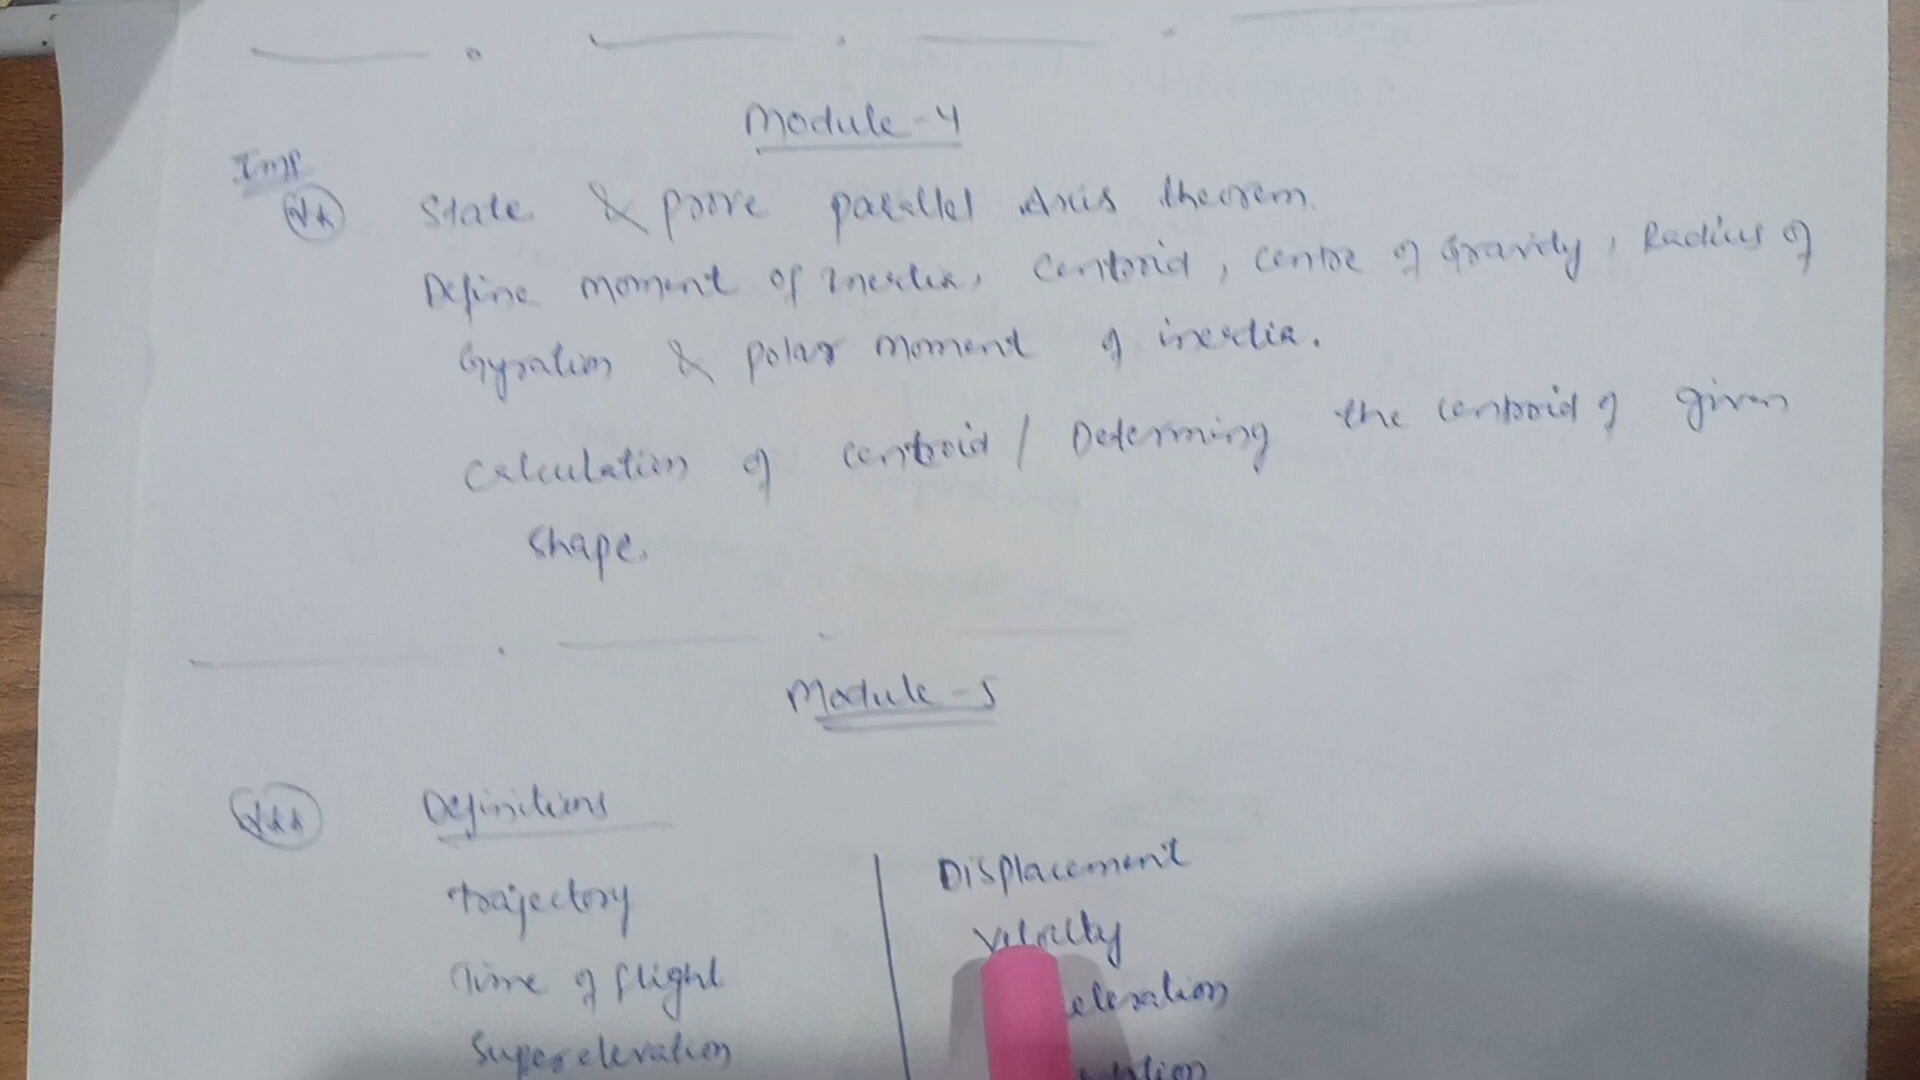 Module-4
Imp
State & prove parallel Axis theorem.
Define moment of Inertia, Centroid, Centre of Gravity, Radius of
Gyration & polar moment of inertia.
Calculation of centroid / Determining the centroid of given
shape.
Module-5
Definitions
Trajectory
Time of flight
Superelevation
Displacement
Velocity
eleration